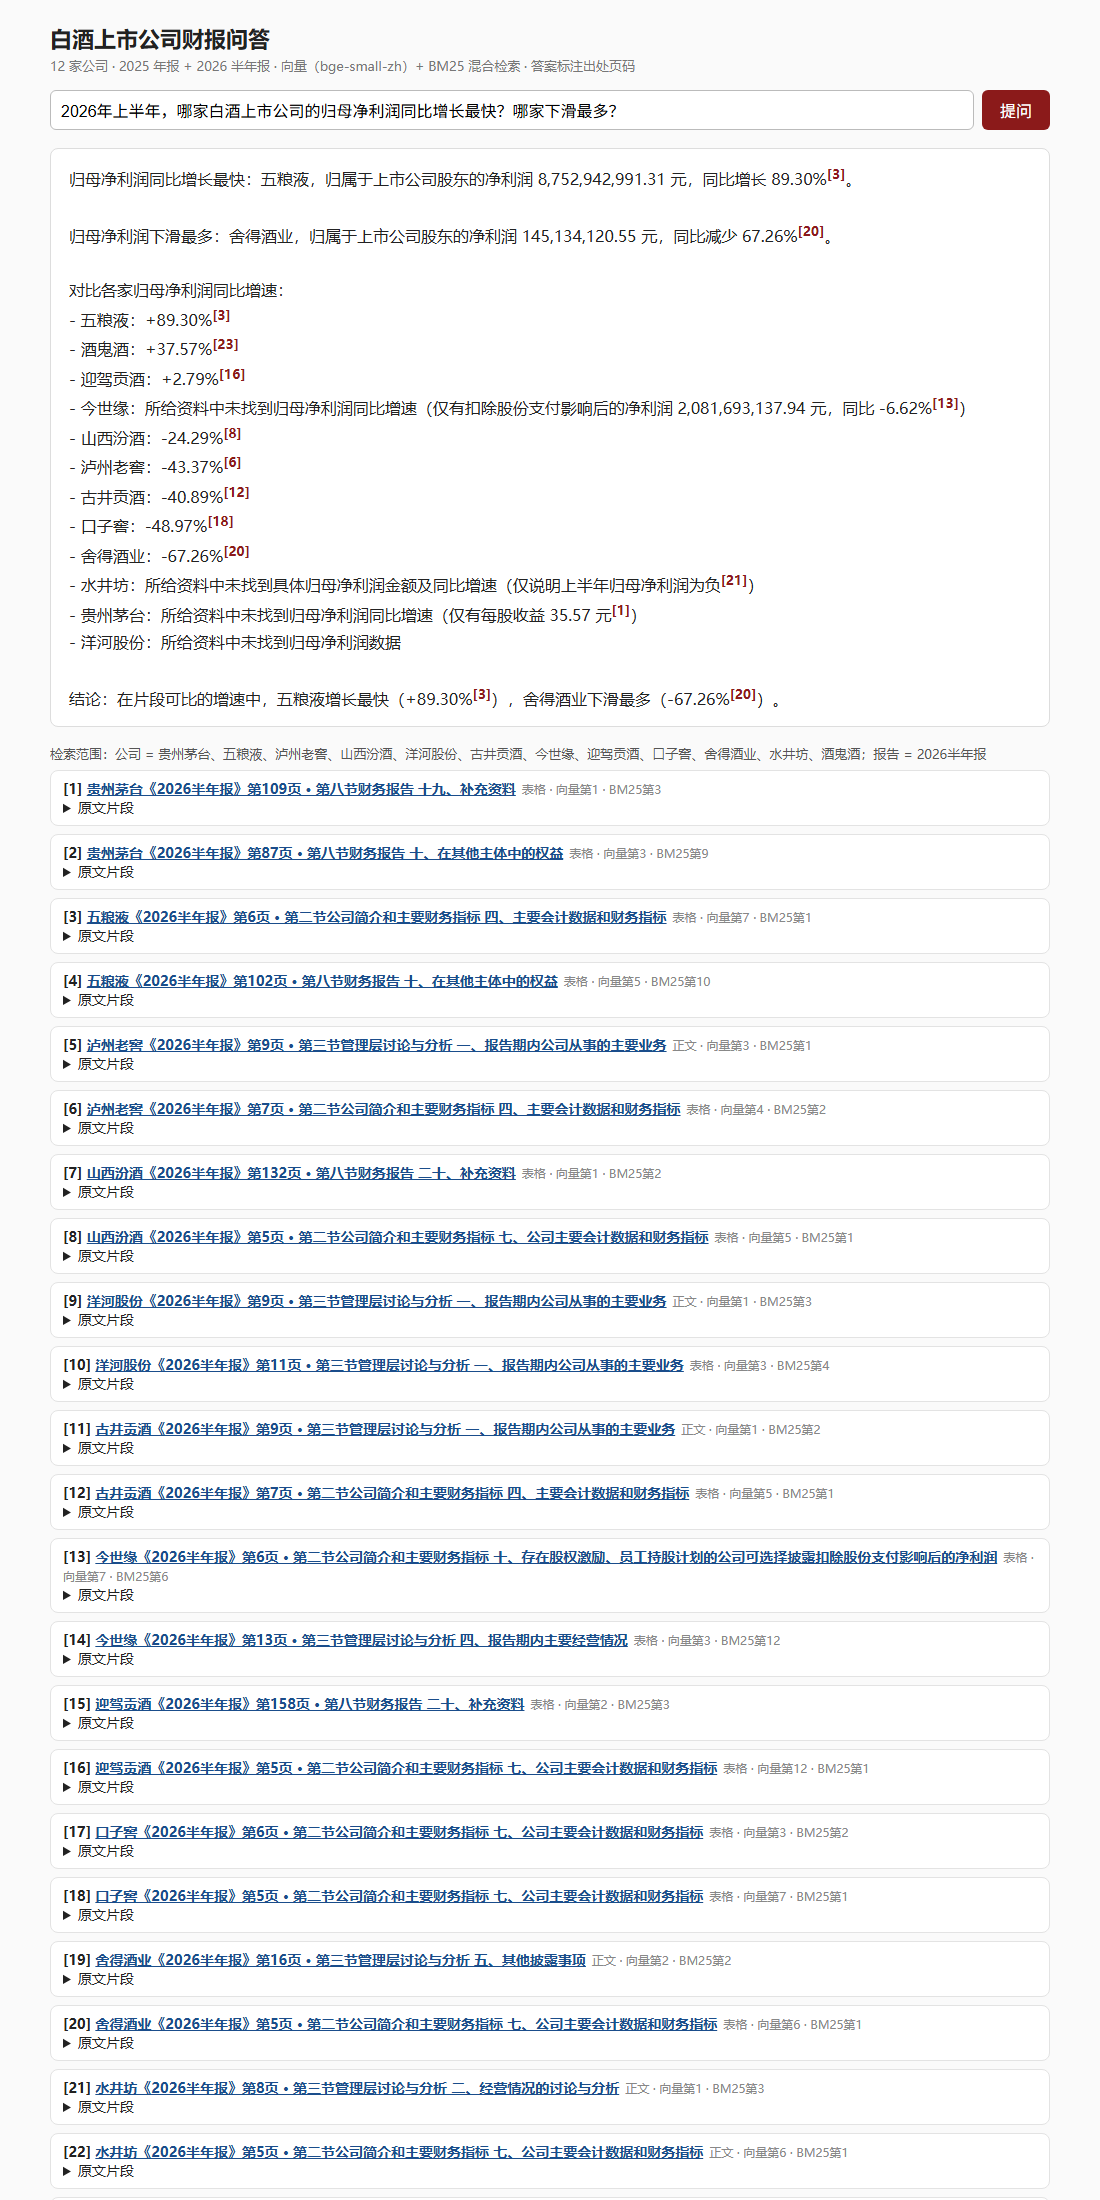 白酒上市公司财报问答
12 家公司 · 2025 年报 + 2026 半年报 · 向量（bge-small-zh）+ BM25 混合检索 · 答案标注出处页码
2026年上半年，哪家白酒上市公司的归母净利润同比增长最快？哪家下滑最多？
提问
归母净利润同比增长最快：五粮液，归属于上市公司股东的净利润 8,752,942,991.31 元，同比增长 89.30%[3]。
归母净利润下滑最多：舍得酒业，归属于上市公司股东的净利润 145,134,120.55 元，同比减少 67.26%[20]。
对比各家归母净利润同比增速：
- 五粮液：+89.30%[3]
- 酒鬼酒：+37.57%[23]
- 迎驾贡酒：+2.79%[16]
- 今世缘：所给资料中未找到归母净利润同比增速（仅有扣除股份支付影响后的净利润 2,081,693,137.94 元，同比 -6.62%[13]）
- 山西汾酒：-24.29%[8]
- 泸州老窖：-43.37%[6]
- 古井贡酒：-40.89%[12]
- 口子窖：-48.97%[18]
- 舍得酒业：-67.26%[20]
- 水井坊：所给资料中未找到具体归母净利润金额及同比增速（仅说明上半年归母净利润为负[21]）
- 贵州茅台：所给资料中未找到归母净利润同比增速（仅有每股收益 35.57 元[1]）
- 洋河股份：所给资料中未找到归母净利润数据
结论：在片段可比的增速中，五粮液增长最快（+89.30%[3]），舍得酒业下滑最多（-67.26%[20]）。
检索范围：公司 = 贵州茅台、五粮液、泸州老窖、山西汾酒、洋河股份、古井贡酒、今世缘、迎驾贡酒、口子窖、舍得酒业、水井坊、酒鬼酒；报告 = 2026半年报
[1] 贵州茅台《2026半年报》第109页 • 第八节财务报告 十九、补充资料 表格 · 向量第1 · BM25第3
▶ 原文片段
[2] 贵州茅台《2026半年报》第87页 • 第八节财务报告 十、在其他主体中的权益 表格 · 向量第3 · BM25第9
▶ 原文片段
[3] 五粮液《2026半年报》第6页 • 第二节公司简介和主要财务指标 四、主要会计数据和财务指标 表格 · 向量第7 · BM25第1
▶ 原文片段
[4] 五粮液《2026半年报》第102页 • 第八节财务报告 十、在其他主体中的权益 表格 · 向量第5 · BM25第10
▶ 原文片段
[5] 泸州老窖《2026半年报》第9页 • 第三节管理层讨论与分析 一、报告期内公司从事的主要业务 正文 · 向量第3 · BM25第1
▶ 原文片段
[6] 泸州老窖《2026半年报》第7页 • 第二节公司简介和主要财务指标 四、主要会计数据和财务指标 表格 · 向量第4 · BM25第2
▶ 原文片段
[7] 山西汾酒《2026半年报》第132页 • 第八节财务报告 二十、补充资料 表格 · 向量第1 · BM25第2
▶ 原文片段
[8] 山西汾酒《2026半年报》第5页 • 第二节公司简介和主要财务指标 七、公司主要会计数据和财务指标 表格 · 向量第5 · BM25第1
▶ 原文片段
[9] 洋河股份《2026半年报》第9页 • 第三节管理层讨论与分析 一、报告期内公司从事的主要业务 正文 · 向量第1 · BM25第3
▶ 原文片段
[10] 洋河股份《2026半年报》第11页 • 第三节管理层讨论与分析 一、报告期内公司从事的主要业务 表格 · 向量第3 · BM25第4
▶ 原文片段
[11] 古井贡酒《2026半年报》第9页 • 第三节管理层讨论与分析 一、报告期内公司从事的主要业务 正文 · 向量第1 · BM25第2
▶ 原文片段
[12] 古井贡酒《2026半年报》第7页 • 第二节公司简介和主要财务指标 四、主要会计数据和财务指标 表格 · 向量第5 · BM25第1
▶ 原文片段
[13] 今世缘《2026半年报》第6页 • 第二节公司简介和主要财务指标 十、存在股权激励、员工持股计划的公司可选择披露扣除股份支付影响后的净利润 表格 ·
向量第7 · BM25第6
▶ 原文片段
[14] 今世缘《2026半年报》第13页 • 第三节管理层讨论与分析 四、报告期内主要经营情况 表格 · 向量第3 · BM25第12
▶ 原文片段
[15] 迎驾贡酒《2026半年报》第158页 • 第八节财务报告 二十、补充资料 表格 · 向量第2 · BM25第3
▶ 原文片段
[16] 迎驾贡酒《2026半年报》第5页 • 第二节公司简介和主要财务指标 七、公司主要会计数据和财务指标 表格 · 向量第12 · BM25第1
▶ 原文片段
[17] 口子窖《2026半年报》第6页 • 第二节公司简介和主要财务指标 七、公司主要会计数据和财务指标 表格 · 向量第3 · BM25第2
▶ 原文片段
[18] 口子窖《2026半年报》第5页 • 第二节公司简介和主要财务指标 七、公司主要会计数据和财务指标 表格 · 向量第7 · BM25第1
▶ 原文片段
[19] 舍得酒业《2026半年报》第16页 • 第三节管理层讨论与分析 五、其他披露事项 正文 · 向量第2 · BM25第2
▶ 原文片段
[20] 舍得酒业《2026半年报》第5页 • 第二节公司简介和主要财务指标 七、公司主要会计数据和财务指标 表格 · 向量第6 · BM25第1
▶ 原文片段
[21] 水井坊《2026半年报》第8页 • 第三节管理层讨论与分析 二、经营情况的讨论与分析 正文 · 向量第1 · BM25第3
▶ 原文片段
[22] 水井坊《2026半年报》第5页 • 第二节公司简介和主要财务指标 七、公司主要会计数据和财务指标 正文 · 向量第6 · BM25第1
▶ 原文片段